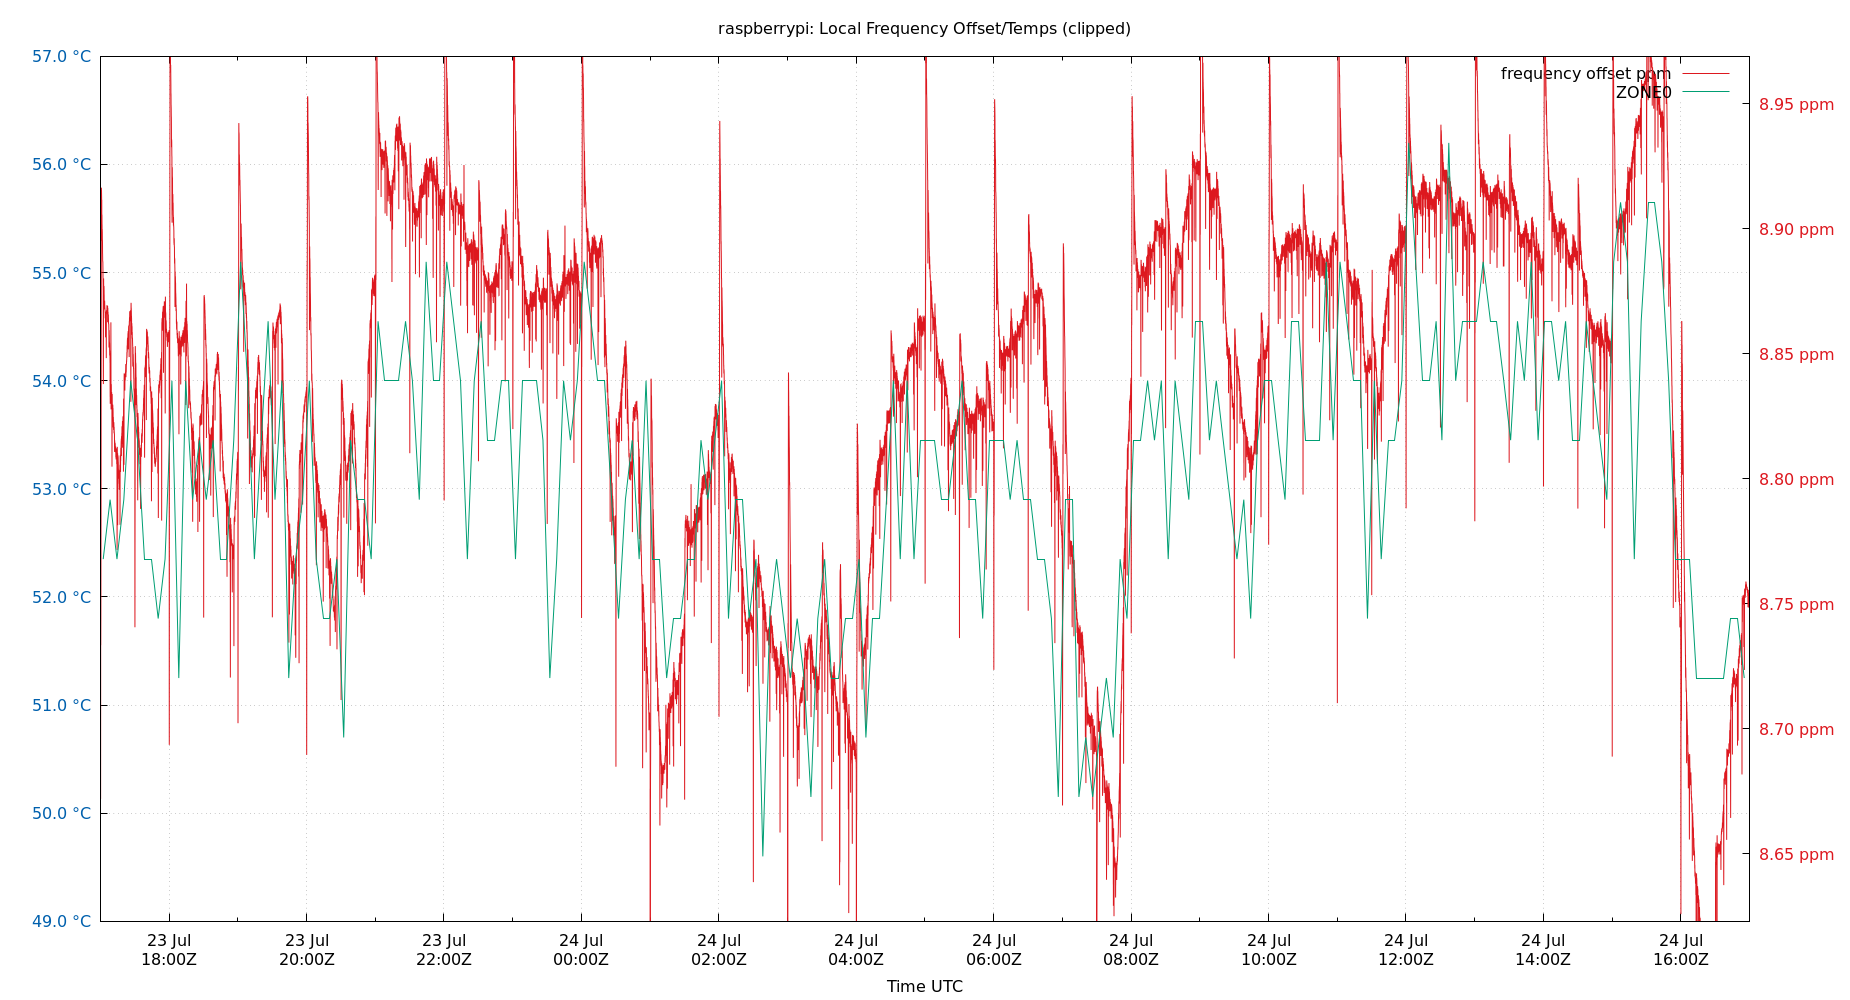 raspberrypi: Local Frequency Offset/Temps (clipped)
57.0 °C
56.0 °C
55.0 °C
54.0 °C
53.0 °C
52.0 °C
51.0 °C
50.0 °C
49.0 °C
frequency offset ppm
ZONE0
8.95 ppm
8.90 ppm
8.85 ppm
8.80 ppm
8.75 ppm
8.70 ppm
8.65 ppm
23 Jul 23 Jul 23 Jul 24 Jul 24 Jul 24 Jul 24 Jul 24 Jul 24 Jul 24 Jul 24 Jul 24 Jul
18:00Z 20:00Z 22:00Z 00:00Z 02:00Z 04:00Z 06:00Z 08:00Z 10:00Z 12:00Z 14:00Z 16:00Z
Time UTC